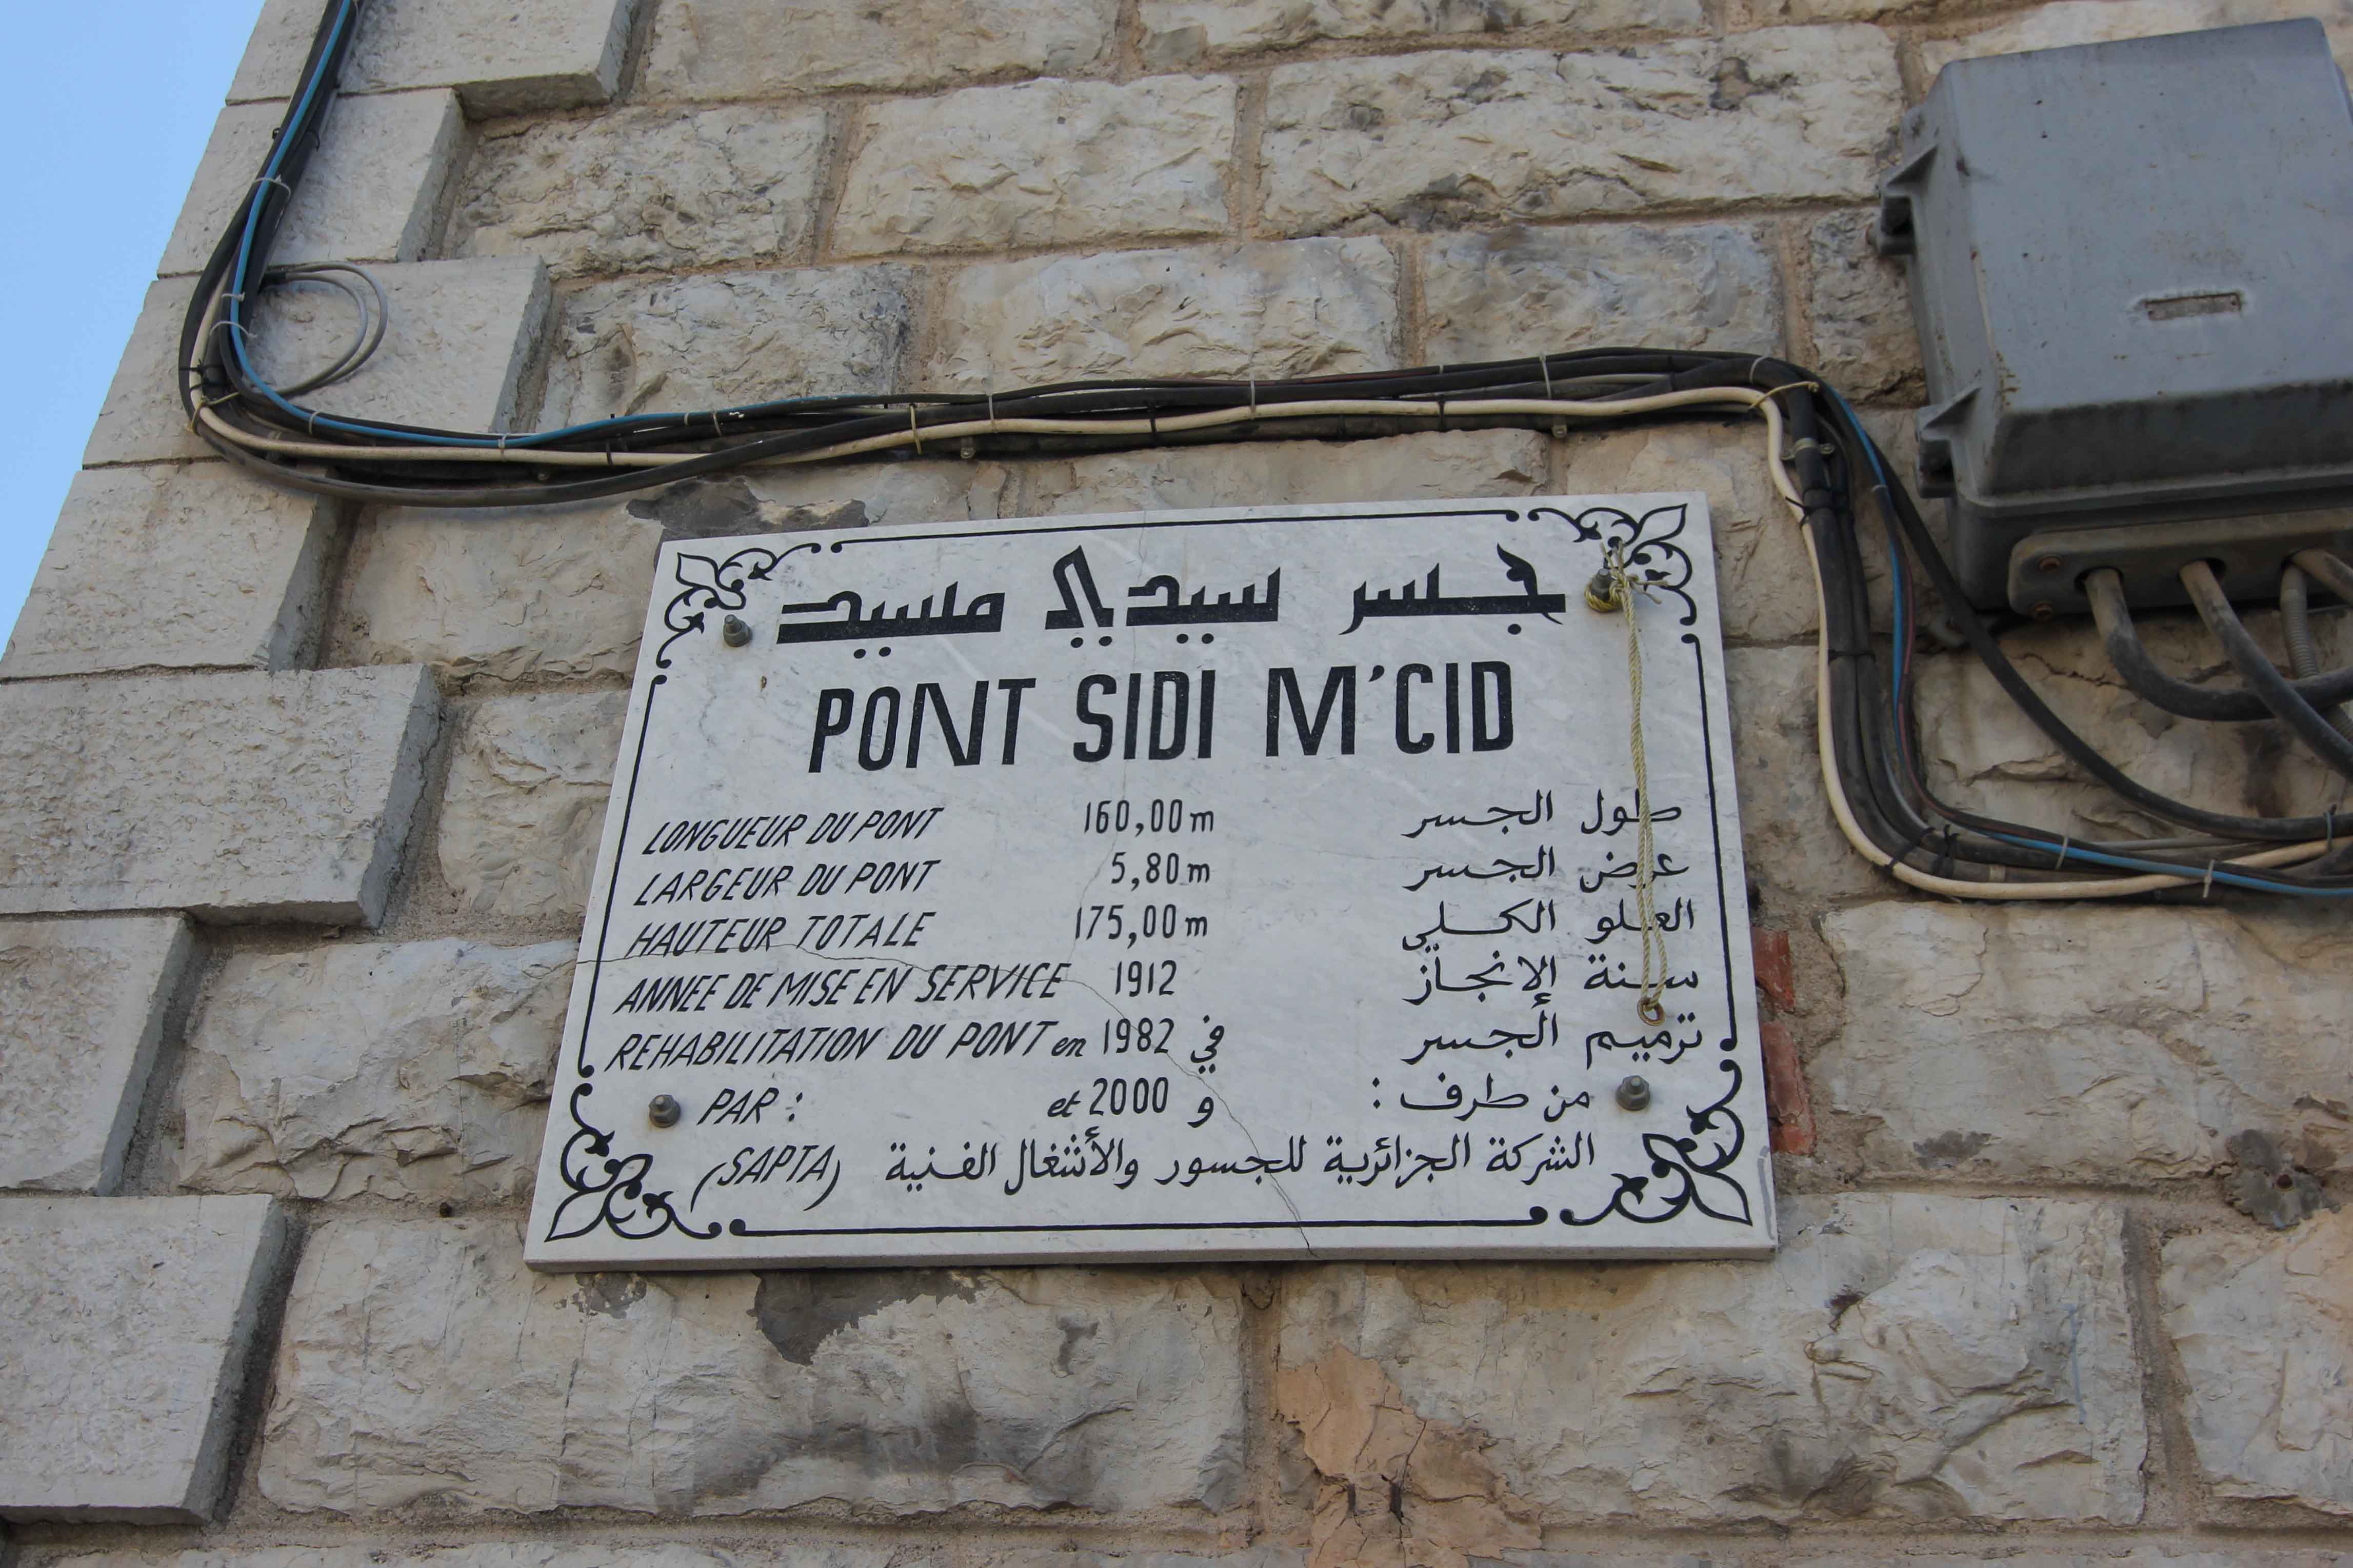 جسر سيدي مسيد
PONT SIDI M'CID
LONGUEUR DU PONT 160,00m طول الجسر
LARGEUR DU PONT 5,80m عرض الجسر
HAUTEUR TOTALE 175,00m العلو الكلي
ANNEE DE MISE EN SERVICE 1912 سنة الإنجاز
REHABILITATION DU PONT en 1982 في ترميم الجسر
PAR : et 2000 و من طرف :
(SAPTA) الشركة الجزائرية للجسور والأشغال الفنية